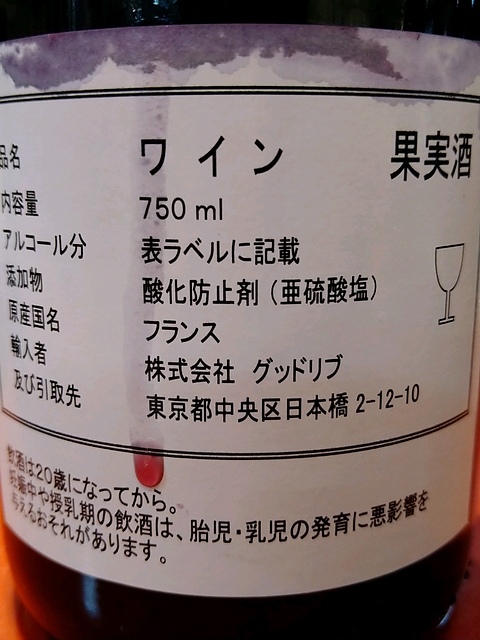 品名 ワイン 果実酒
内容量 750 ml
アルコール分 表ラベルに記載
添加物 酸化防止剤（亜硫酸塩）
原産国名 フランス
輸入者 株式会社 グッドリブ
及び引取先 東京都中央区日本橋 2-12-10
飲酒は20歳になってから。
妊娠中や授乳期の飲酒は、胎児・乳児の発育に悪影響を
与えるおそれがあります。